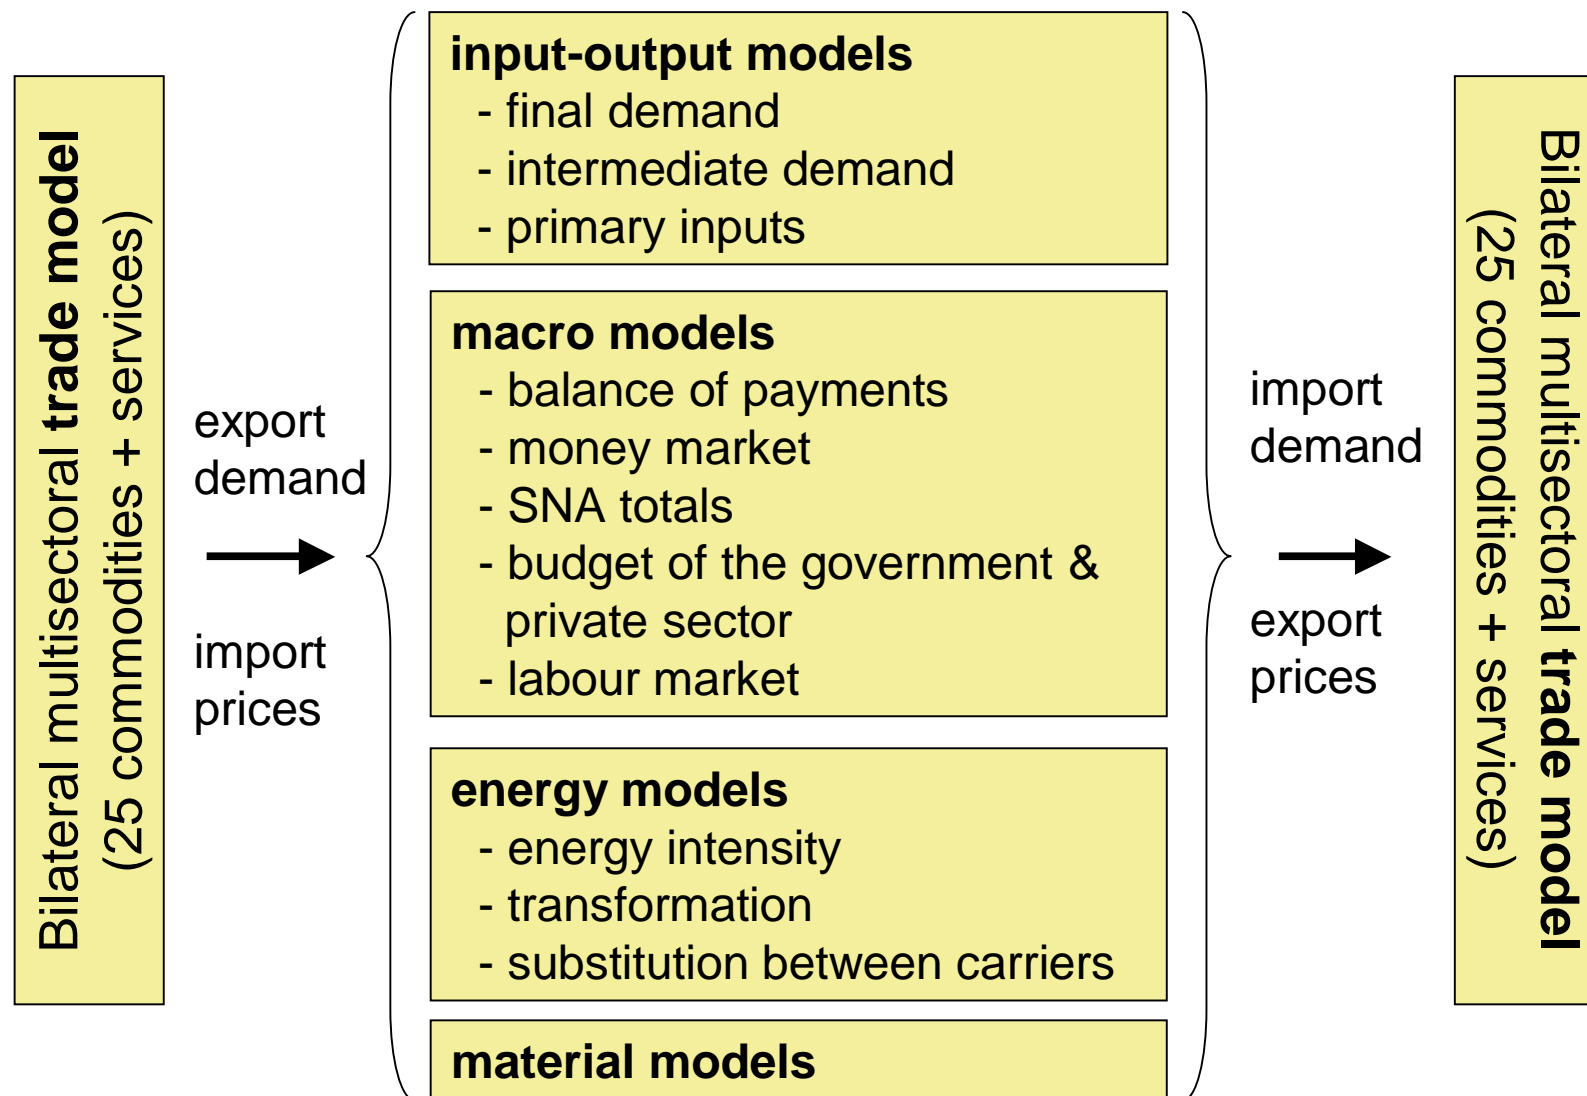 Bilateral multisectoral trade model
(25 commodities + services)
export
demand
import
prices
input-output models
- final demand
- intermediate demand
- primary inputs
macro models
- balance of payments
- money market
- SNA totals
- budget of the government &
private sector
- labour market
energy models
- energy intensity
- transformation
- substitution between carriers
material models
import
demand
export
prices
Bilateral multisectoral trade model
(25 commodities + services)